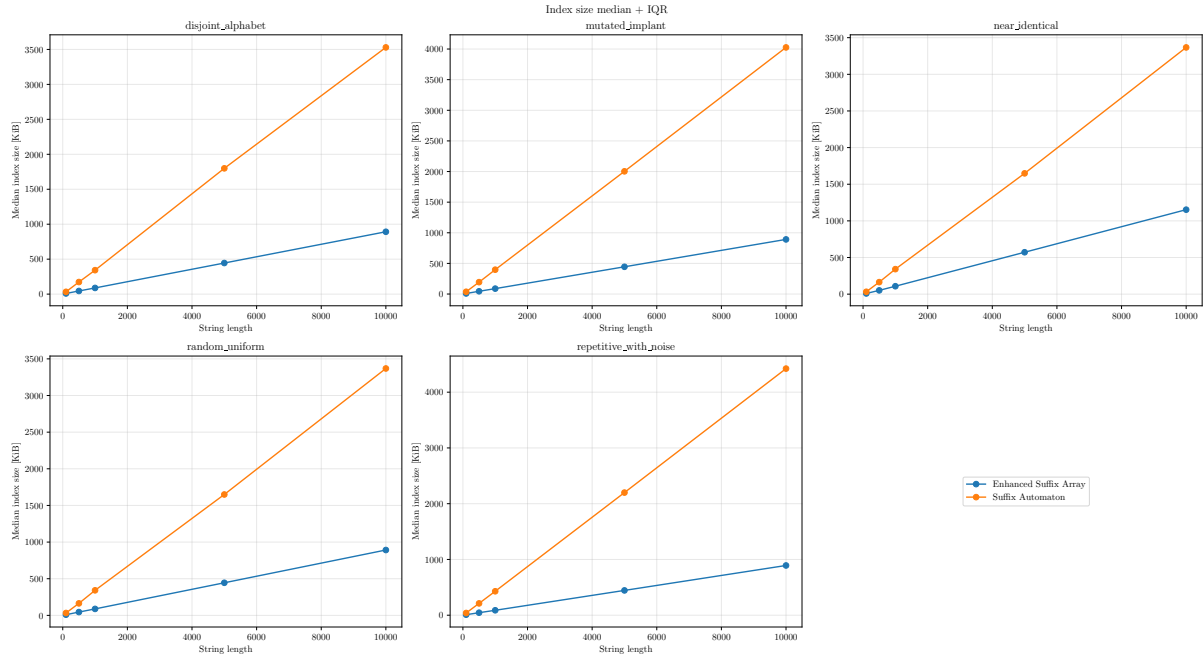 Index size median + IQR
disjoint_alphabet
3500
3000
2500
2000
1500
1000
500
0
Median index size [KiB]
0 2000 4000 6000 8000 10000
String length
mutated_implant
4000
3500
3000
2500
2000
1500
1000
500
0
Median index size [KiB]
0 2000 4000 6000 8000 10000
String length
near_identical
3500
3000
2500
2000
1500
1000
500
0
Median index size [KiB]
0 2000 4000 6000 8000 10000
String length
random_uniform
3500
3000
2500
2000
1500
1000
500
0
Median index size [KiB]
0 2000 4000 6000 8000 10000
String length
repetitive_with_noise
4000
3000
2000
1000
0
Median index size [KiB]
0 2000 4000 6000 8000 10000
String length
Enhanced Suffix Array
Suffix Automaton